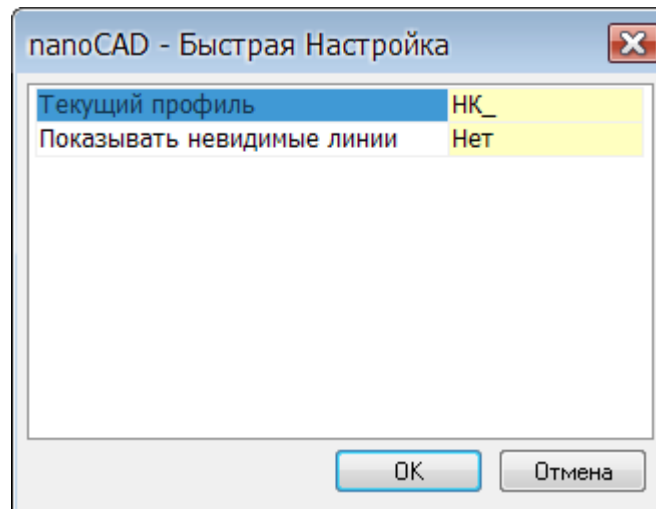 nanoCAD - Быстрая Настройка
Текущий профиль НК_
Показывать невидимые линии Нет
OK Отмена